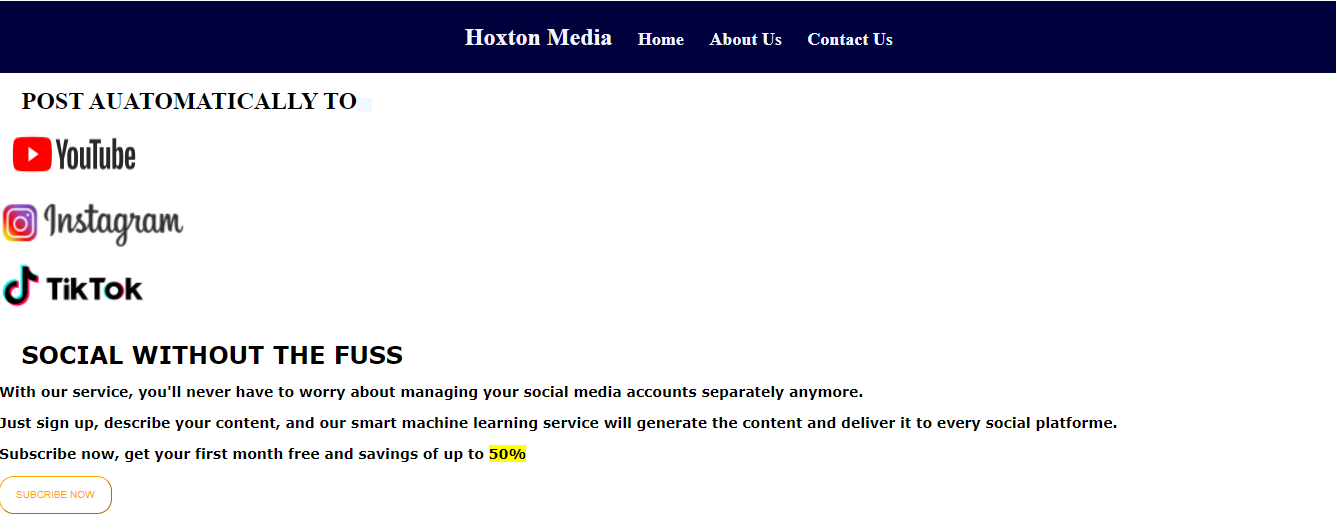 Hoxton Media Home About Us Contact Us
POST AUATOMATICALLY TO
YouTube
Instagram
TikTok
SOCIAL WITHOUT THE FUSS
With our service, you'll never have to worry about managing your social media accounts separately anymore.
Just sign up, describe your content, and our smart machine learning service will generate the content and deliver it to every social platforme.
Subscribe now, get your first month free and savings of up to 50%
SUBCRIBE NOW